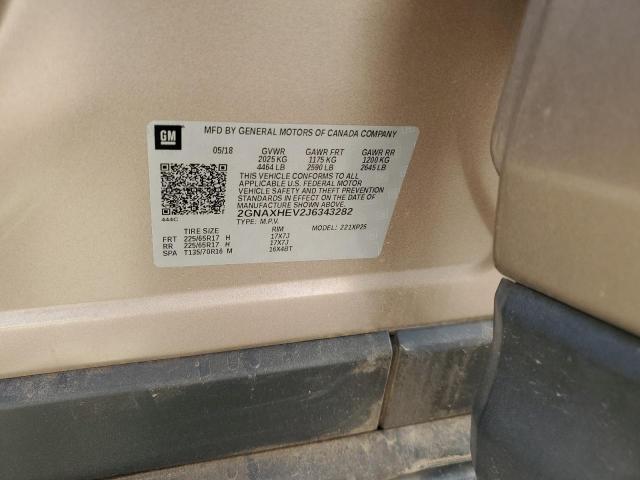 GM
MFD BY GENERAL MOTORS OF CANADA COMPANY
05/18 GVWR GAWR FRT GAWR RR
2025 KG 1175 KG 1200 KG
4464 LB 2590 LB 2645 LB
THIS VEHICLE CONFORMS TO ALL
APPLICABLE U.S. FEDERAL MOTOR
VEHICLE SAFETY AND THEFT PREVENTION
STANDARDS IN EFFECT ON THE DATE OF
MANUFACTURE SHOWN ABOVE.
2GNAXHEV2J6343282
444C TYPE: M.P.V. MODEL: ZZ1XP26
TIRE SIZE RIM
FRT 225/65R17 H 17X7J
RR 225/65R17 H 17X7J
SPA T135/70R16 M 16X4BT